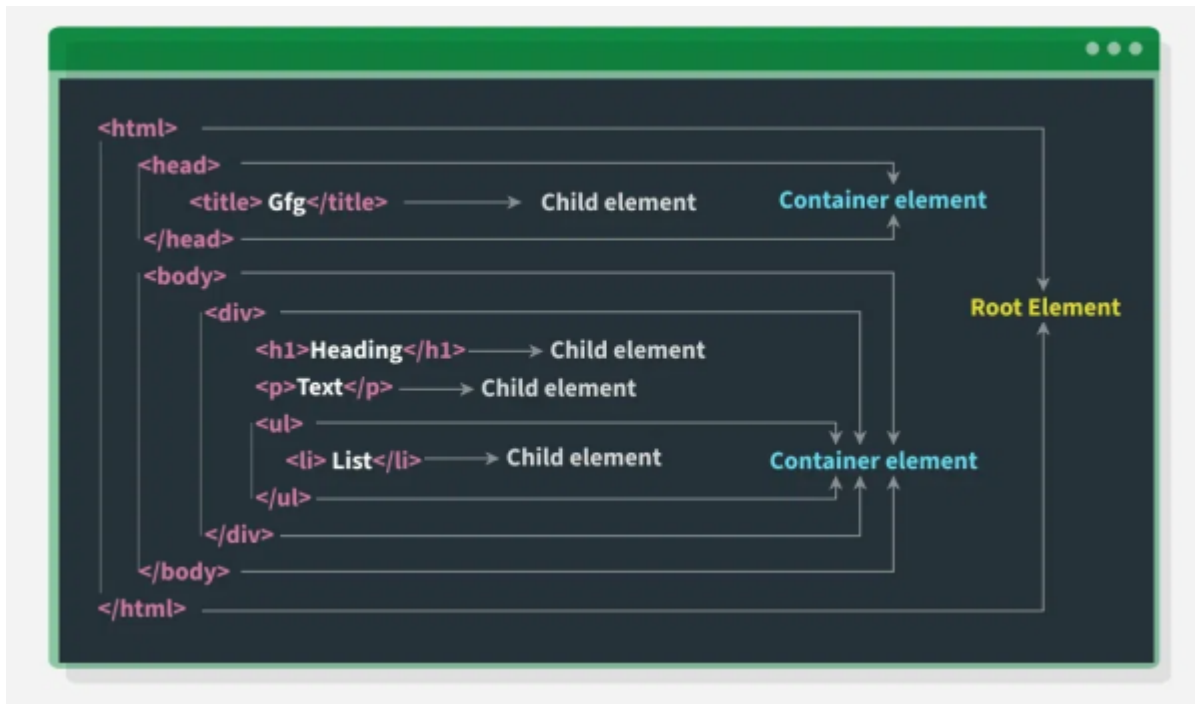 <html>
<head>
<title> Gfg</title> Child element Container element
</head>
<body>
<div> Root Element
<h1>Heading</h1> Child element
<p>Text</p> Child element
<ul>
<li> List</li> Child element Container element
</ul>
</div>
</body>
</html>